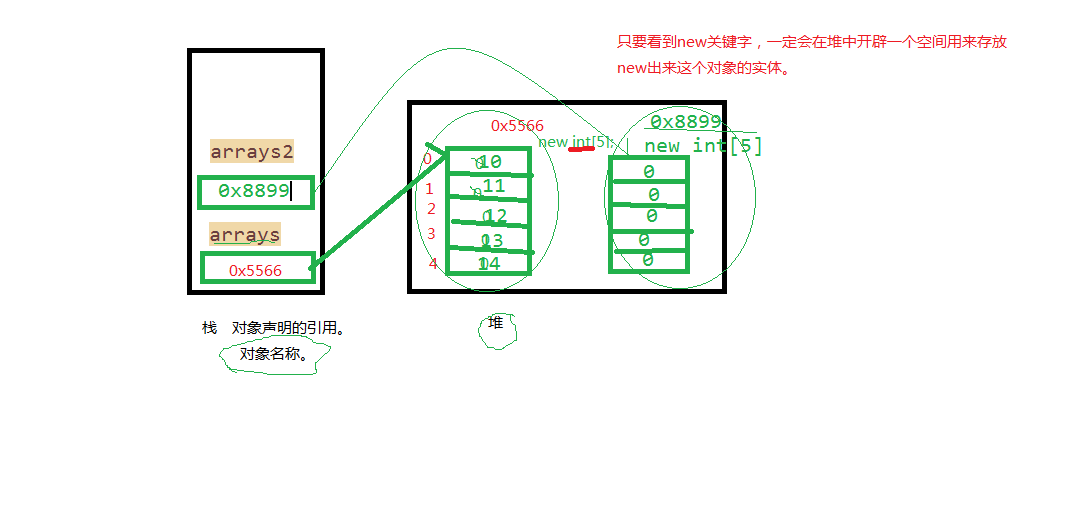 只要看到new关键字，一定会在堆中开辟一个空间用来存放
new出来这个对象的实体。
arrays2
0x8899
arrays
0x5566
0x5566
new int[5];
0 10
1 11
2 12
3 13
4 14
0x8899
new int[5]
0
0
0
0
0
栈 对象声明的引用。
对象名称。
堆